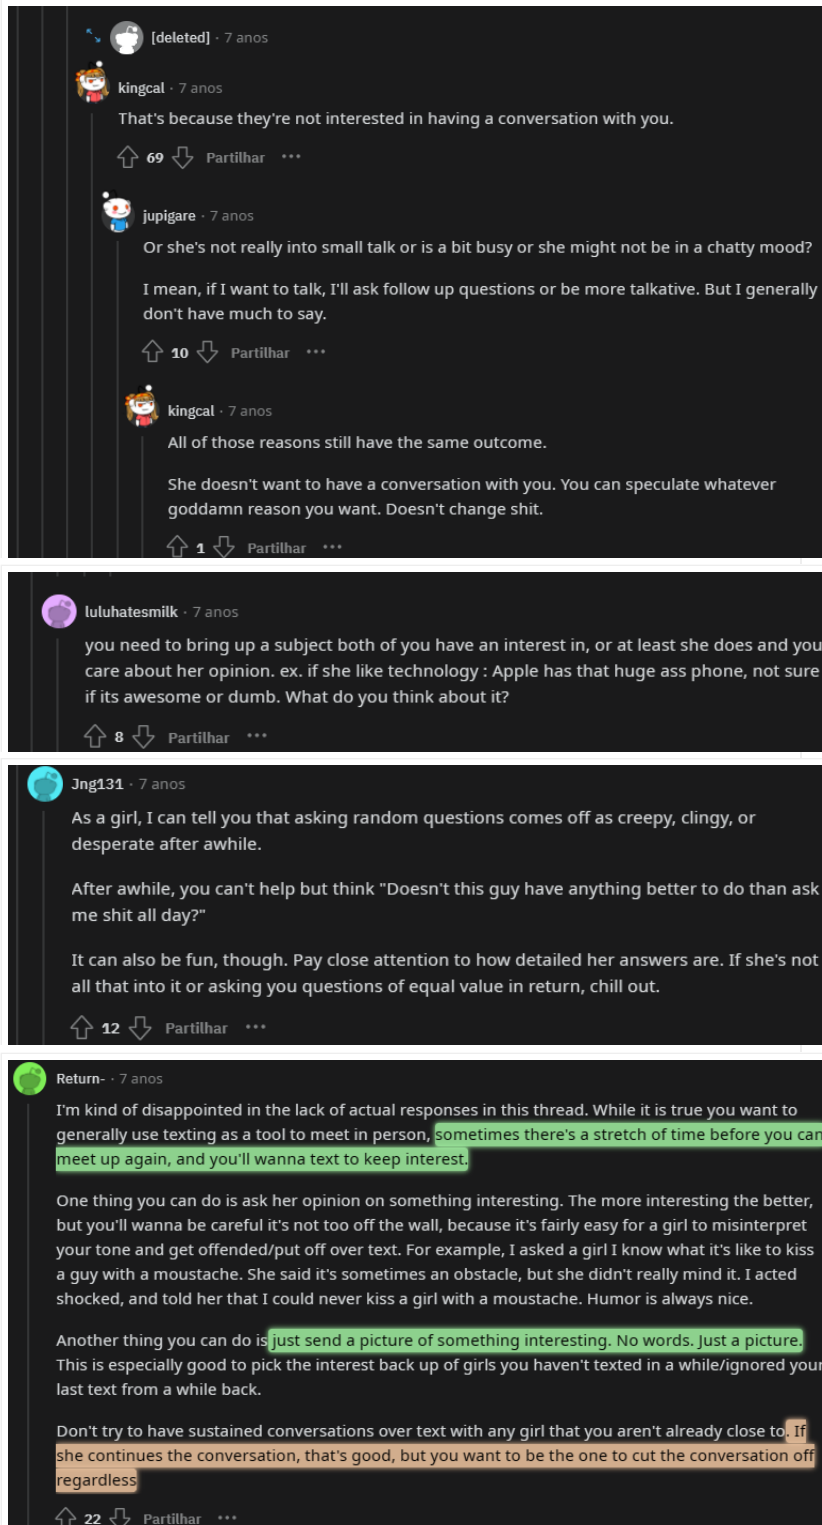 [deleted] · 7 anos
kingcal · 7 anos
That's because they're not interested in having a conversation with you.
69 Partilhar ···
jupigare · 7 anos
Or she's not really into small talk or is a bit busy or she might not be in a chatty mood?
I mean, if I want to talk, I'll ask follow up questions or be more talkative. But I generally
don't have much to say.
10 Partilhar ···
kingcal · 7 anos
All of those reasons still have the same outcome.
She doesn't want to have a conversation with you. You can speculate whatever
goddamn reason you want. Doesn't change shit.
1 Partilhar ···
luluhatesmilk · 7 anos
you need to bring up a subject both of you have an interest in, or at least she does and you
care about her opinion. ex. if she like technology : Apple has that huge ass phone, not sure
if its awesome or dumb. What do you think about it?
8 Partilhar ···
Jng131 · 7 anos
As a girl, I can tell you that asking random questions comes off as creepy, clingy, or
desperate after awhile.
After awhile, you can't help but think "Doesn't this guy have anything better to do than ask
me shit all day?"
It can also be fun, though. Pay close attention to how detailed her answers are. If she's not
all that into it or asking you questions of equal value in return, chill out.
12 Partilhar ···
Return- · 7 anos
I'm kind of disappointed in the lack of actual responses in this thread. While it is true you want to
generally use texting as a tool to meet in person, sometimes there's a stretch of time before you can
meet up again, and you'll wanna text to keep interest.
One thing you can do is ask her opinion on something interesting. The more interesting the better,
but you'll wanna be careful it's not too off the wall, because it's fairly easy for a girl to misinterpret
your tone and get offended/put off over text. For example, I asked a girl I know what it's like to kiss
a guy with a moustache. She said it's sometimes an obstacle, but she didn't really mind it. I acted
shocked, and told her that I could never kiss a girl with a moustache. Humor is always nice.
Another thing you can do is just send a picture of something interesting. No words. Just a picture.
This is especially good to pick the interest back up of girls you haven't texted in a while/ignored your
last text from a while back.
Don't try to have sustained conversations over text with any girl that you aren't already close to. If
she continues the conversation, that's good, but you want to be the one to cut the conversation off
regardless
22 Partilhar ···